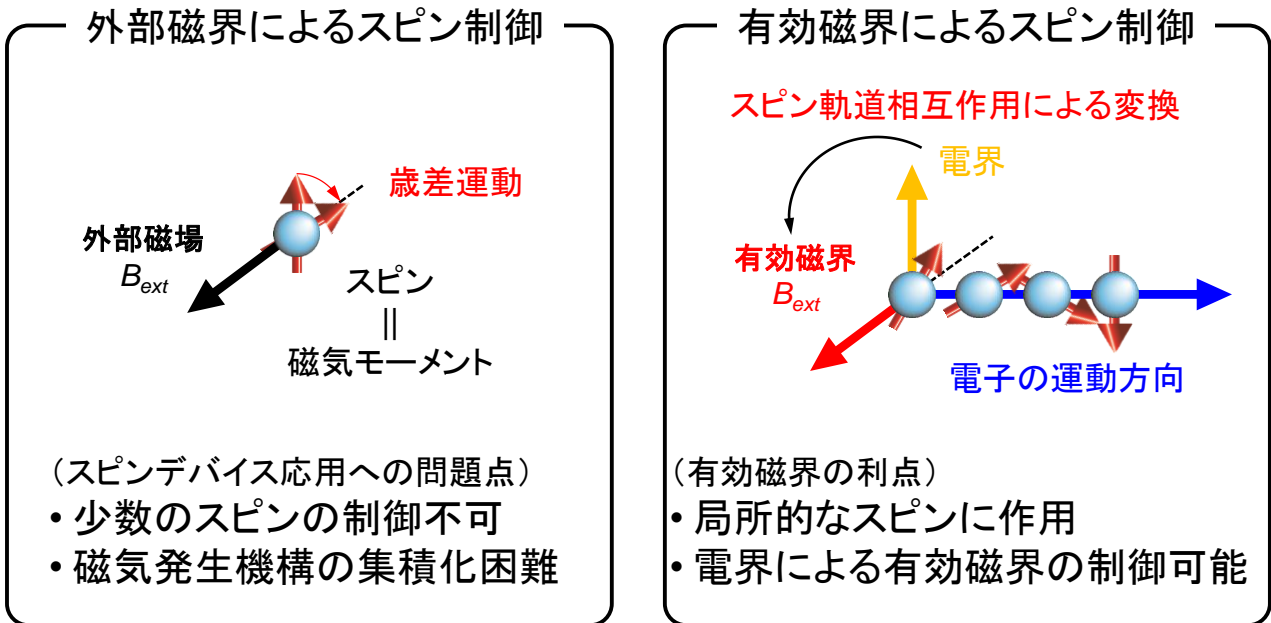 外部磁界によるスピン制御
歳差運動
外部磁場
Bext
スピン
||
磁気モーメント
（スピンデバイス応用への問題点）
• 少数のスピンの制御不可
• 磁気発生機構の集積化困難
有効磁界によるスピン制御
スピン軌道相互作用による変換
電界
有効磁界
Bext
電子の運動方向
（有効磁界の利点）
• 局所的なスピンに作用
• 電界による有効磁界の制御可能